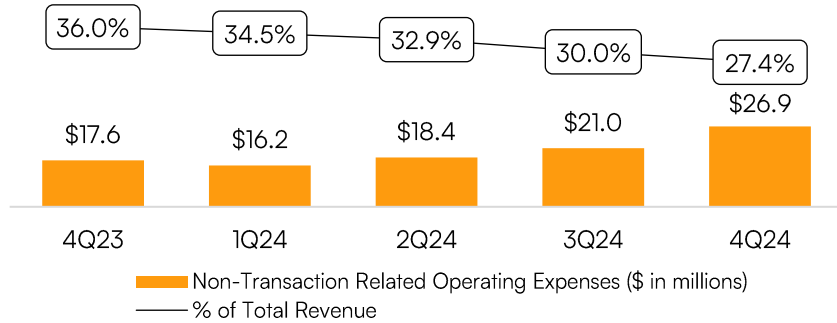 36.0% 34.5% 32.9% 30.0% 27.4%
$17.6 $16.2 $18.4 $21.0 $26.9
4Q23 1Q24 2Q24 3Q24 4Q24
Non-Transaction Related Operating Expenses ($ in millions)
% of Total Revenue